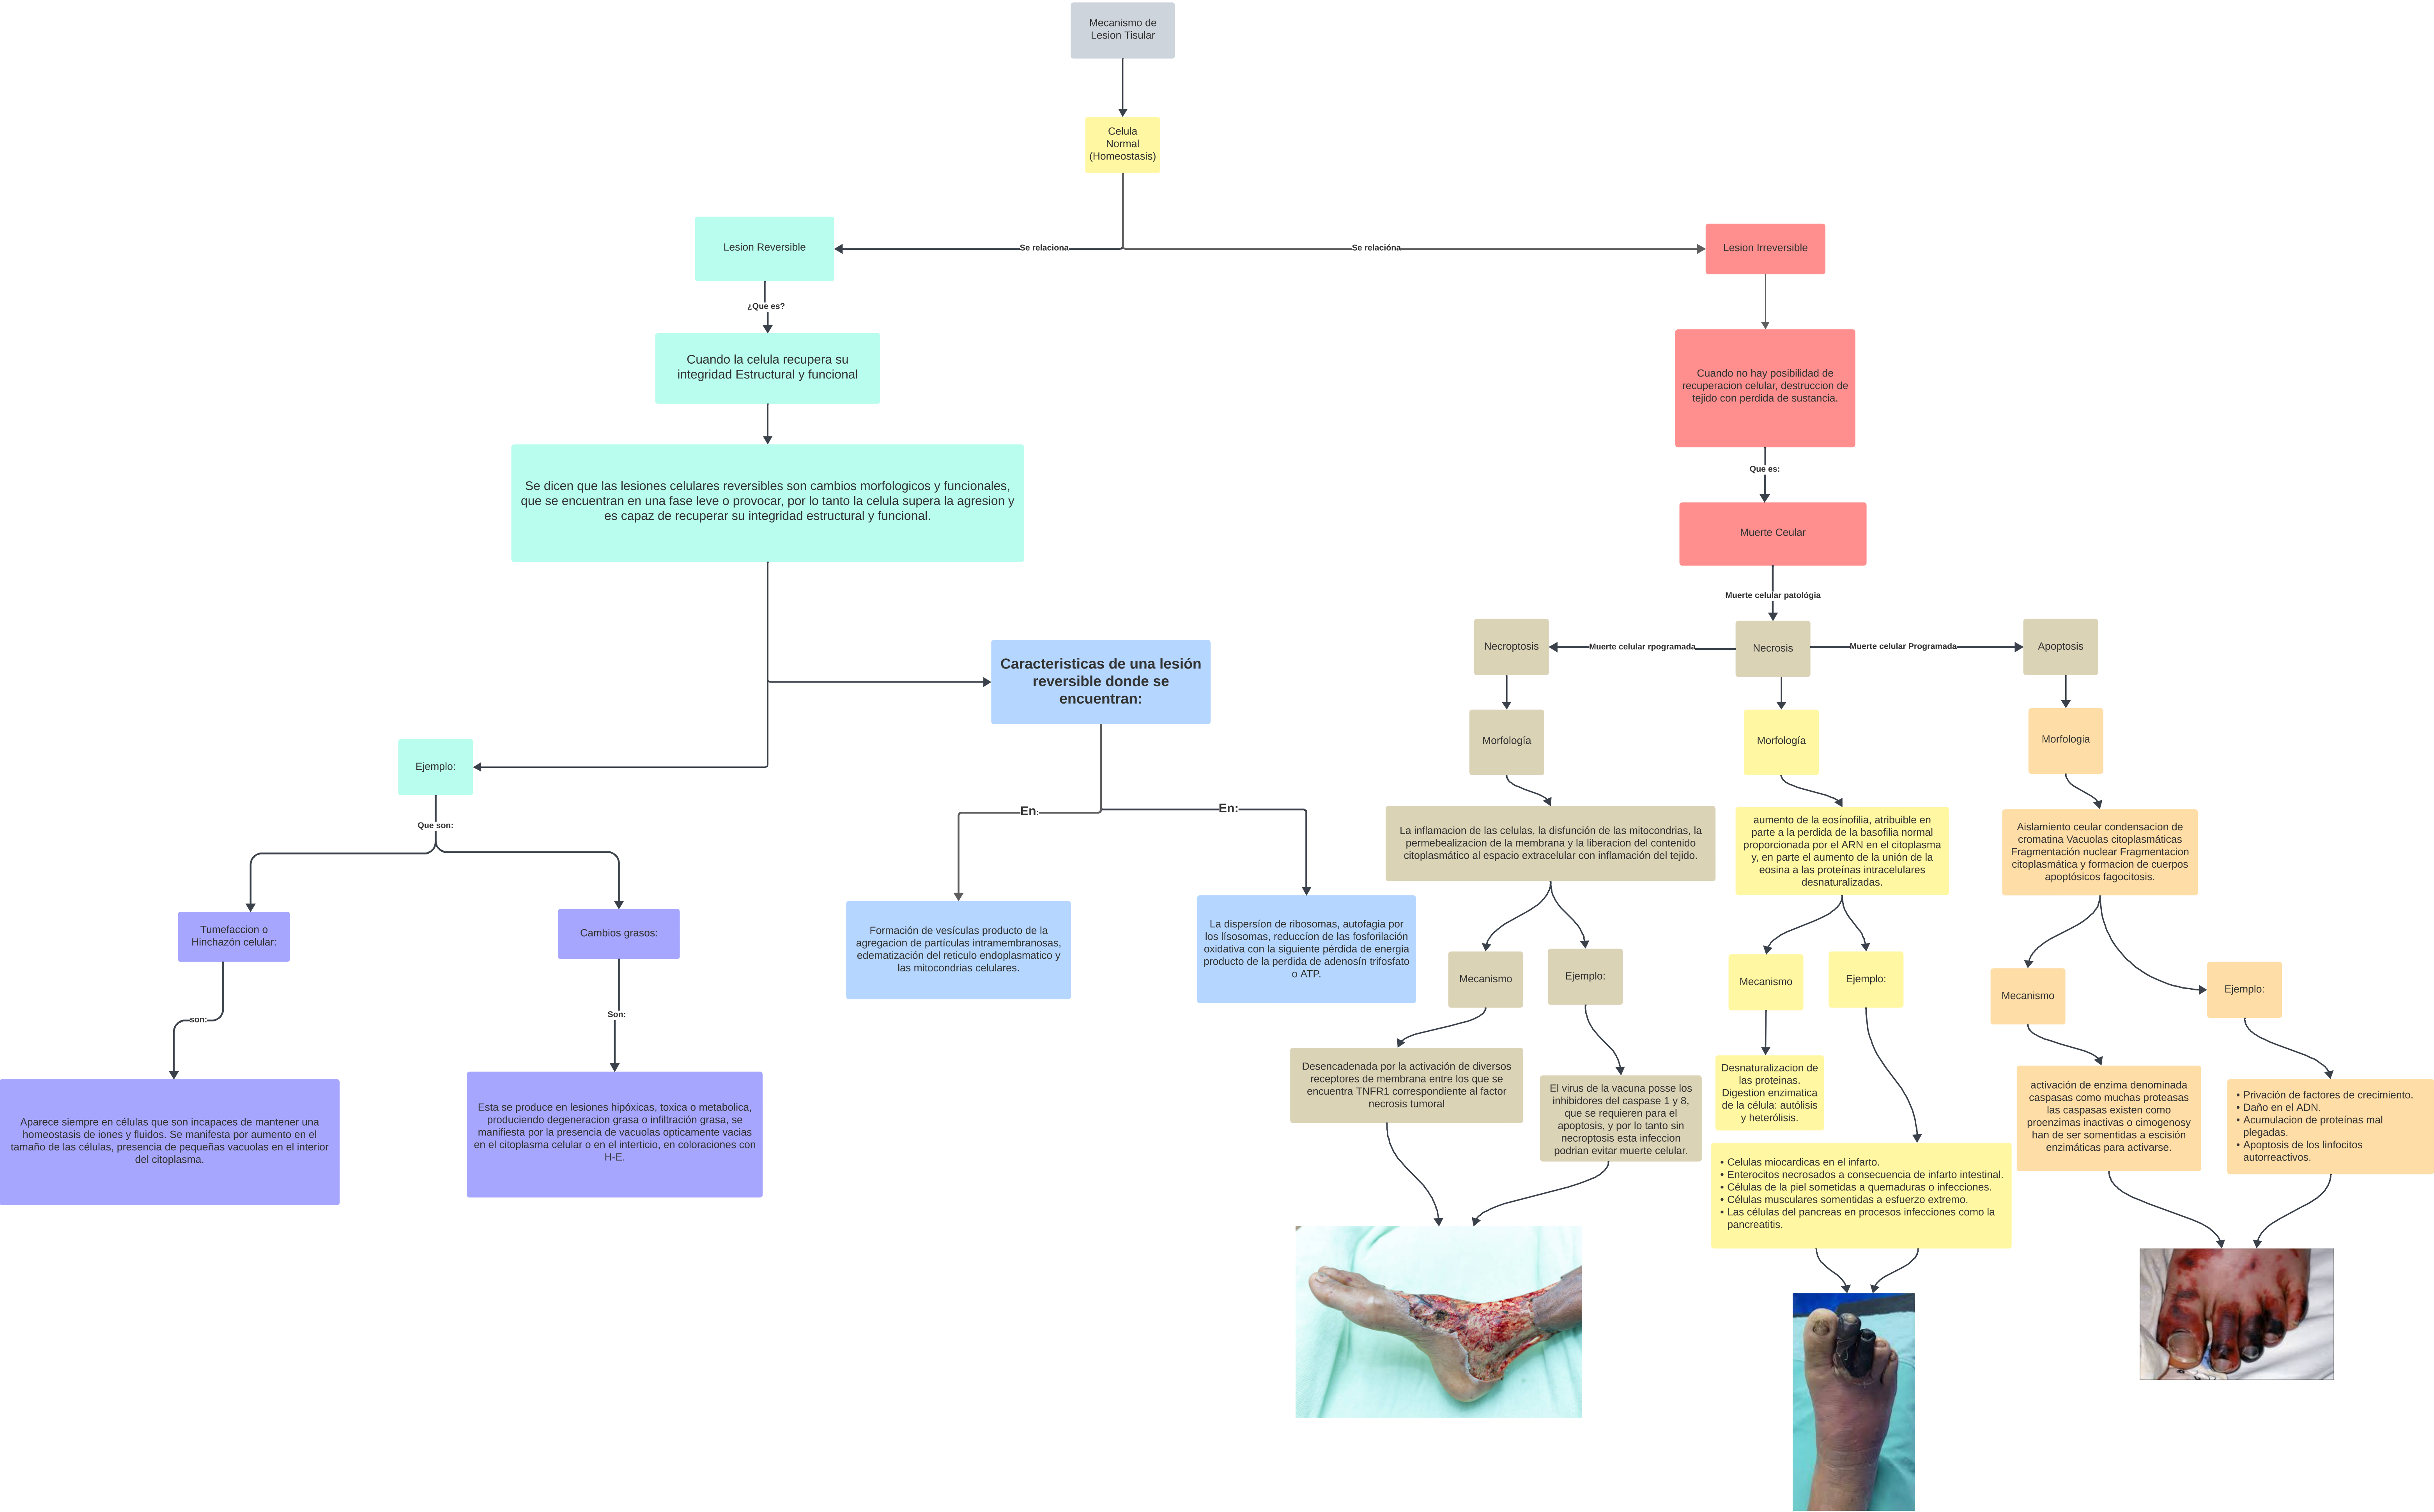 Mecanismo de
Lesion Tisular
Celula
Normal
(Homeostasis)
Se relaciona
Se relacióna
Lesion Reversible
Lesion Irreversible
¿Que es?
Cuando la celula recupera su
integridad Estructural y funcional
Cuando no hay posibilidad de
recuperacion celular, destruccion de
tejido con perdida de sustancia.
Que es:
Se dicen que las lesiones celulares reversibles son cambios morfologicos y funcionales,
que se encuentran en una fase leve o provocar, por lo tanto la celula supera la agresion y
es capaz de recuperar su integridad estructural y funcional.
Muerte Ceular
Muerte celular patológia
Necroptosis
Muerte celular rpogramada
Necrosis
Muerte celular Programada
Apoptosis
Caracteristicas de una lesión
reversible donde se
encuentran:
Ejemplo:
Morfología
Morfología
Morfologia
En:
En:
Que son:
La inflamacion de las celulas, la disfunción de las mitocondrias, la
permebealizacion de la membrana y la liberacion del contenido
citoplasmático al espacio extracelular con inflamación del tejido.
aumento de la eosínofilia, atribuible en
parte a la perdida de la basofilia normal
proporcionada por el ARN en el citoplasma
y, en parte el aumento de la unión de la
eosina a las proteínas intracelulares
desnaturalizadas.
Aislamiento ceular condensacion de
cromatina Vacuolas citoplasmáticas
Fragmentación nuclear Fragmentacion
citoplasmática y formacion de cuerpos
apoptósicos fagocitosis.
Tumefaccion o
Hinchazón celular:
Cambios grasos:
Formación de vesículas producto de la
agregacion de partículas intramembranosas,
edematización del reticulo endoplasmatico y
las mitocondrias celulares.
La dispersíon de ribosomas, autofagia por
los lísosomas, reduccíon de las fosforilación
oxidativa con la siguiente pérdida de energia
producto de la perdida de adenosín trifosfato
o ATP.
Mecanismo
Ejemplo:
Mecanismo
Ejemplo:
Mecanismo
Ejemplo:
son:
Son:
Aparece siempre en células que son incapaces de mantener una
homeostasis de iones y fluidos. Se manifesta por aumento en el
tamaño de las células, presencia de pequeñas vacuolas en el interior
del citoplasma.
Esta se produce en lesiones hipóxicas, toxica o metabolica,
produciendo degeneracion grasa o infiltración grasa, se
manifiesta por la presencia de vacuolas opticamente vacias
en el citoplasma celular o en el interticio, en coloraciones con
H-E.
Desencadenada por la activación de diversos
receptores de membrana entre los que se
encuentra TNFR1 correspondiente al factor
necrosis tumoral
El virus de la vacuna posse los
inhibidores del caspase 1 y 8,
que se requieren para el
apoptosis, y por lo tanto sin
necroptosis esta infeccion
podrian evitar muerte celular.
Desnaturalizacion de
las proteinas.
Digestion enzimatica
de la célula: autólisis
y heterólisis.
• Celulas miocardicas en el infarto.
• Enterocitos necrosados a consecuencia de infarto intestinal.
• Células de la piel sometidas a quemaduras o infecciones.
• Células musculares somentidas a esfuerzo extremo.
• Las células del pancreas en procesos infecciones como la
pancreatitis.
activación de enzima denominada
caspasas como muchas proteasas
las caspasas existen como
proenzimas inactivas o cimogenosy
han de ser somentidas a escisión
enzimáticas para activarse.
• Privación de factores de crecimiento.
• Daño en el ADN.
• Acumulacion de proteínas mal
plegadas.
• Apoptosis de los linfocitos
autorreactivos.